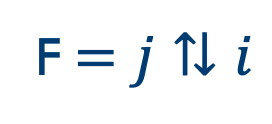 F = j ⇅ i